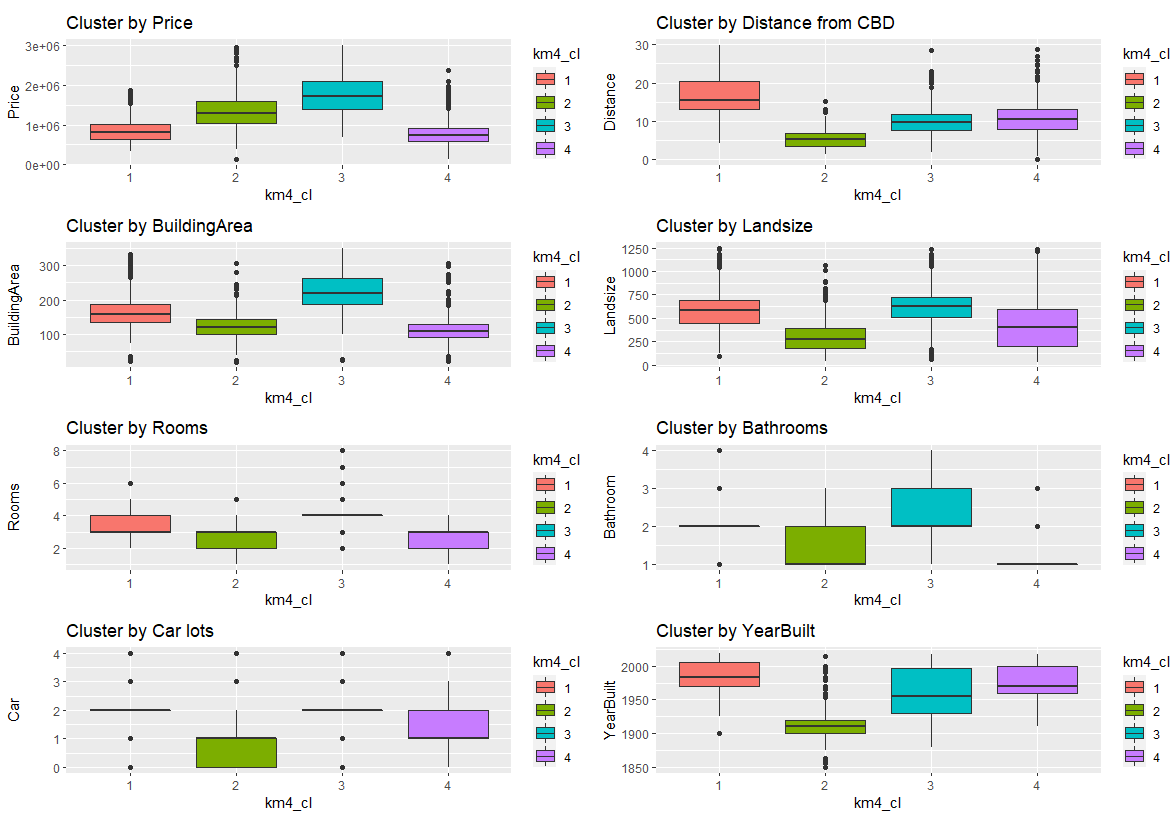 Cluster by Price
3e+06
2e+06
1e+06
0e+00
Price
1 2 3 4
km4_cl
km4_cl
1
2
3
4
Cluster by Distance from CBD
30
20
10
0
Distance
1 2 3 4
km4_cl
km4_cl
1
2
3
4
Cluster by BuildingArea
300
200
100
BuildingArea
1 2 3 4
km4_cl
km4_cl
1
2
3
4
Cluster by Landsize
1250
1000
750
500
250
0
Landsize
1 2 3 4
km4_cl
km4_cl
1
2
3
4
Cluster by Rooms
8
6
4
2
Rooms
1 2 3 4
km4_cl
km4_cl
1
2
3
4
Cluster by Bathrooms
4
3
2
1
Bathroom
1 2 3 4
km4_cl
km4_cl
1
2
3
4
Cluster by Car lots
4
3
2
1
0
Car
1 2 3 4
km4_cl
km4_cl
1
2
3
4
Cluster by YearBuilt
2000
1950
1900
1850
YearBuilt
1 2 3 4
km4_cl
km4_cl
1
2
3
4